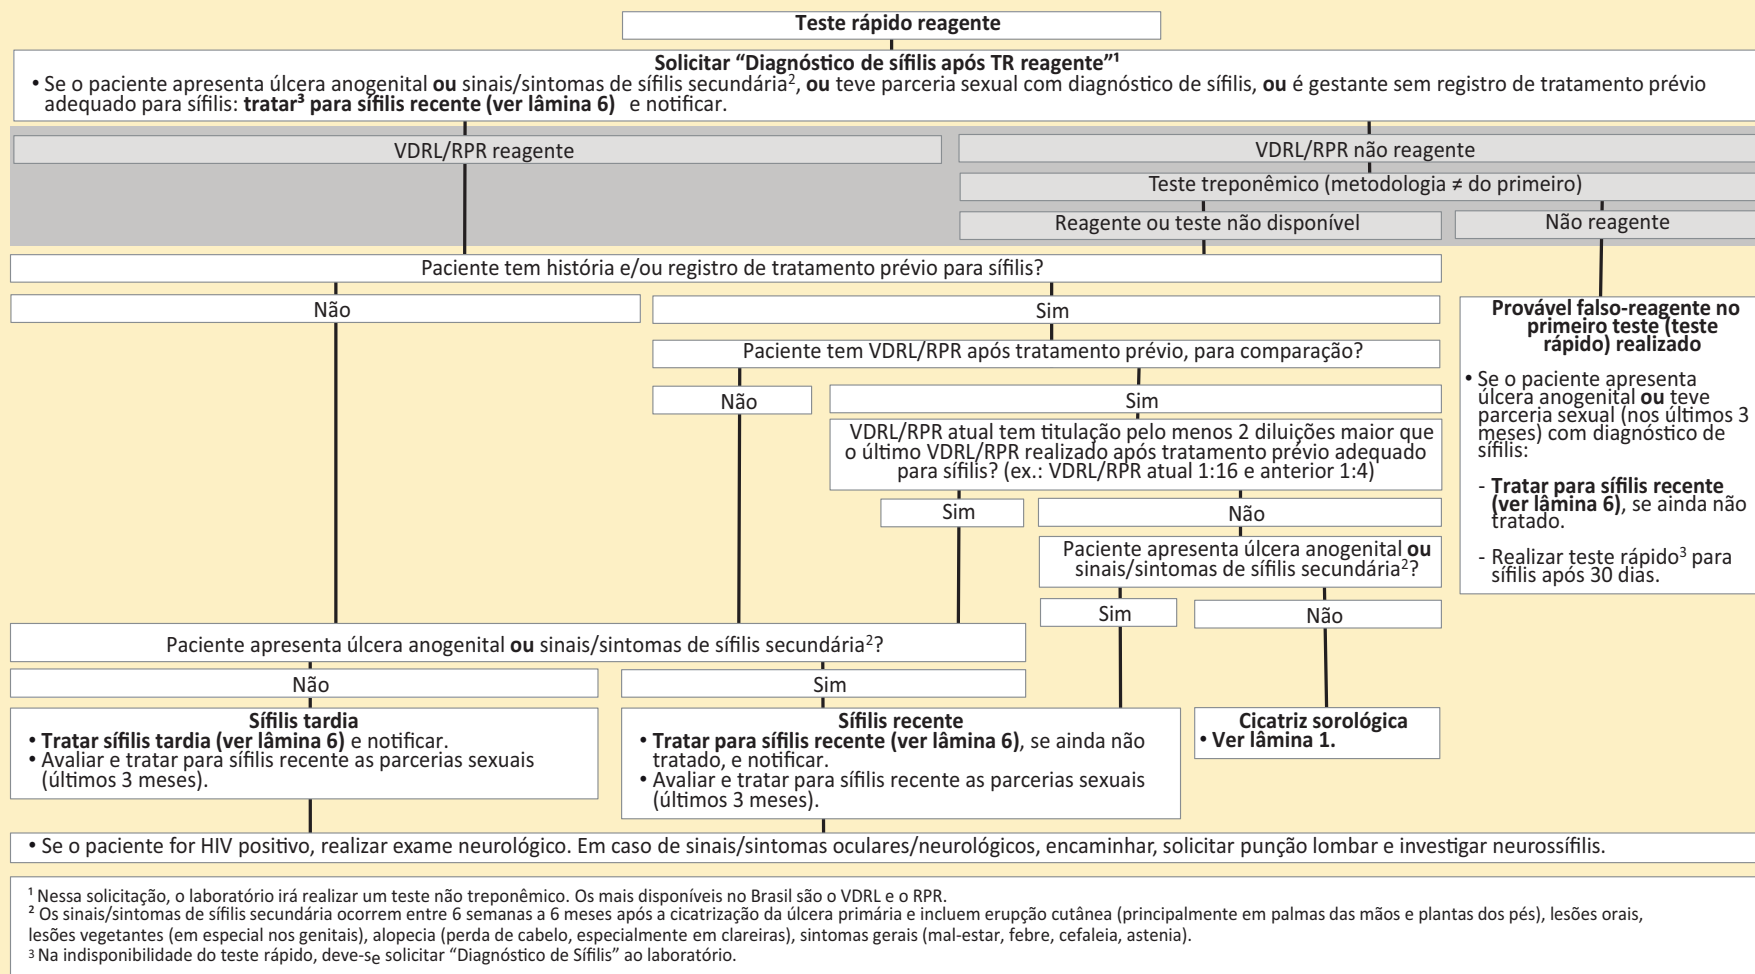 Teste rápido reagente
Solicitar “Diagnóstico de sífilis após TR reagente”¹
• Se o paciente apresenta úlcera anogenital ou sinais/sintomas de sífilis secundária², ou teve parceria sexual com diagnóstico de sífilis, ou é gestante sem registro de tratamento prévio
adequado para sífilis: tratar³ para sífilis recente (ver lâmina 6) e notificar.
VDRL/RPR reagente
VDRL/RPR não reagente
Teste treponêmico (metodologia ≠ do primeiro)
Reagente ou teste não disponível
Não reagente
Paciente tem história e/ou registro de tratamento prévio para sífilis?
Não
Sim
Paciente tem VDRL/RPR após tratamento prévio, para comparação?
Não
Sim
VDRL/RPR atual tem titulação pelo menos 2 diluições maior que
o último VDRL/RPR realizado após tratamento prévio adequado
para sífilis? (ex.: VDRL/RPR atual 1:16 e anterior 1:4)
Sim
Não
Paciente apresenta úlcera anogenital ou
sinais/sintomas de sífilis secundária²?
Sim
Não
Provável falso-reagente no
primeiro teste (teste
rápido) realizado
• Se o paciente apresenta
úlcera anogenital ou teve
parceria sexual (nos últimos 3
meses) com diagnóstico de
sífilis:
- Tratar para sífilis recente
(ver lâmina 6), se ainda não
tratado.
- Realizar teste rápido³ para
sífilis após 30 dias.
Paciente apresenta úlcera anogenital ou sinais/sintomas de sífilis secundária²?
Não
Sim
Sífilis tardia
• Tratar sífilis tardia (ver lâmina 6) e notificar.
• Avaliar e tratar para sífilis recente as parcerias sexuais
(últimos 3 meses).
Sífilis recente
• Tratar para sífilis recente (ver lâmina 6), se ainda não
tratado, e notificar.
• Avaliar e tratar para sífilis recente as parcerias sexuais
(últimos 3 meses).
Cicatriz sorológica
• Ver lâmina 1.
• Se o paciente for HIV positivo, realizar exame neurológico. Em caso de sinais/sintomas oculares/neurológicos, encaminhar, solicitar punção lombar e investigar neurossífilis.
¹ Nessa solicitação, o laboratório irá realizar um teste não treponêmico. Os mais disponíveis no Brasil são o VDRL e o RPR.
² Os sinais/sintomas de sífilis secundária ocorrem entre 6 semanas a 6 meses após a cicatrização da úlcera primária e incluem erupção cutânea (principalmente em palmas das mãos e plantas dos pés), lesões orais,
lesões vegetantes (em especial nos genitais), alopecia (perda de cabelo, especialmente em clareiras), sintomas gerais (mal-estar, febre, cefaleia, astenia).
³ Na indisponibilidade do teste rápido, deve-se solicitar “Diagnóstico de Sífilis” ao laboratório.